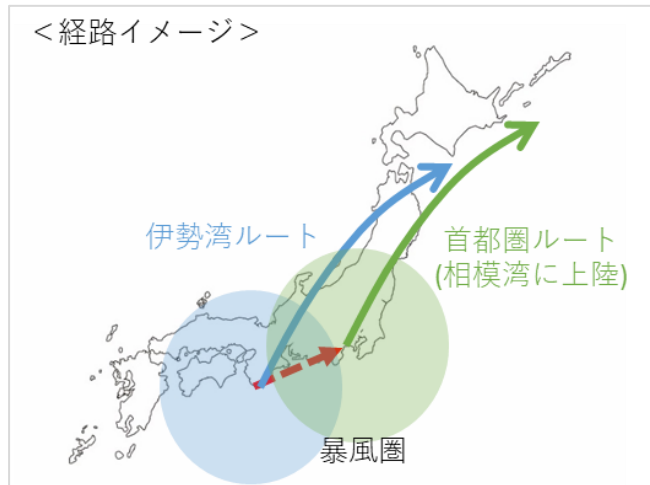 ＜経路イメージ＞
伊勢湾ルート
首都圏ルート
(相模湾に上陸)
暴風圏